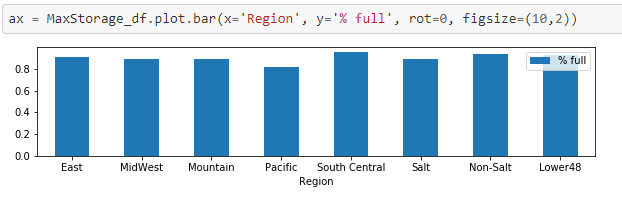 ax = MaxStorage_df.plot.bar(x='Region', y='% full', rot=0, figsize=(10,2))
% full
0.8
0.6
0.4
0.2
0.0
East MidWest Mountain Pacific South Central Salt Non-Salt Lower48
Region